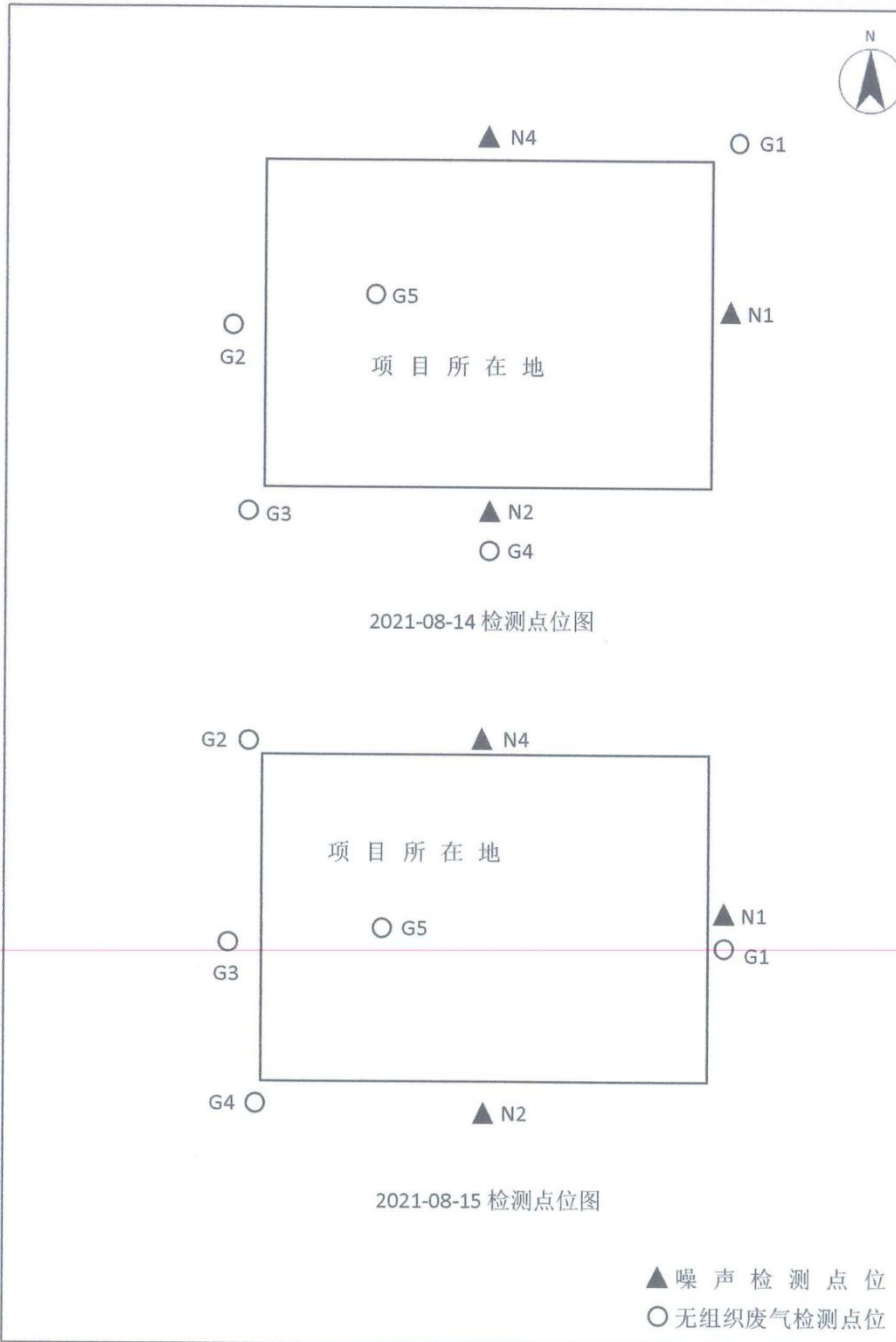 N
N4
G1
G5
N1
G2
项目所在地
G3
N2
G4
2021-08-14 检测点位图
G2
N4
项目所在地
N1
G5
G3
G1
G4
N2
2021-08-15 检测点位图
▲噪声检测点位
○无组织废气检测点位